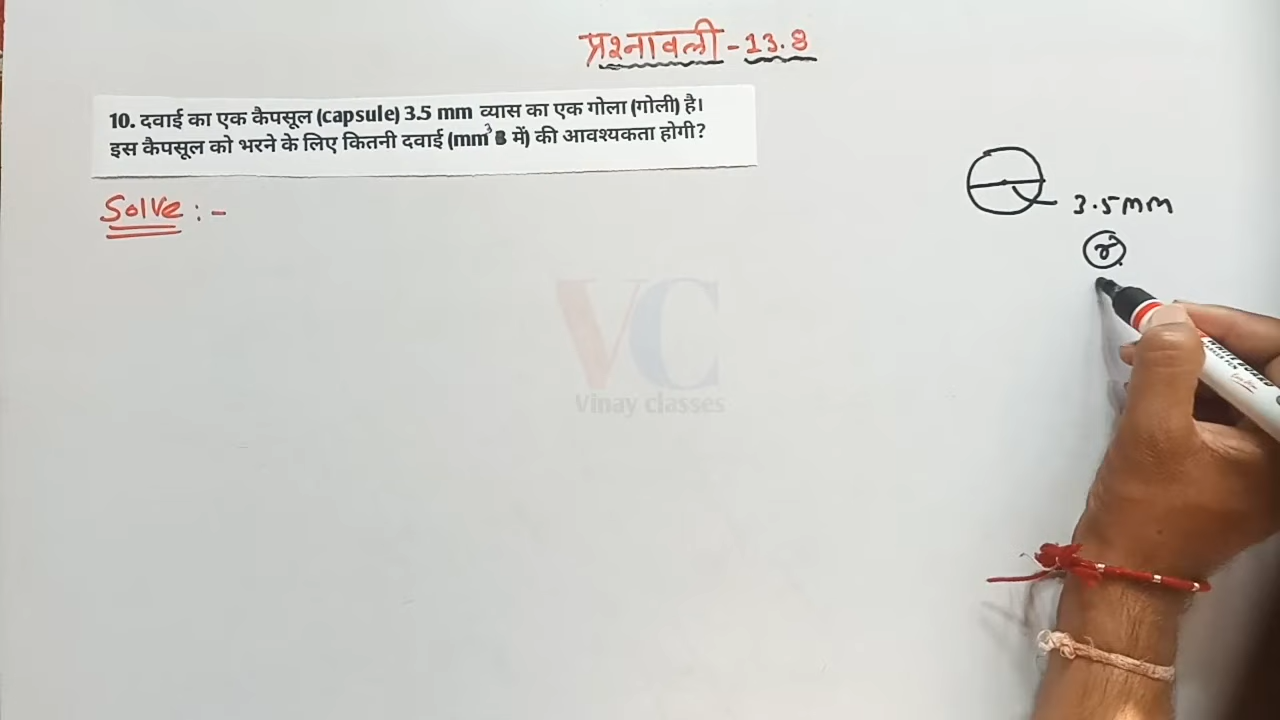 प्रश्नावली - 13.8
10. दवाई का एक कैपसूल (capsule) 3.5 mm व्यास का एक गोला (गोली) है।
इस कैपसूल को भरने के लिए कितनी दवाई (mm³ 3 में) की आवश्यकता होगी?
Solve : -
3.5 mm
r
VC
Vinay classes